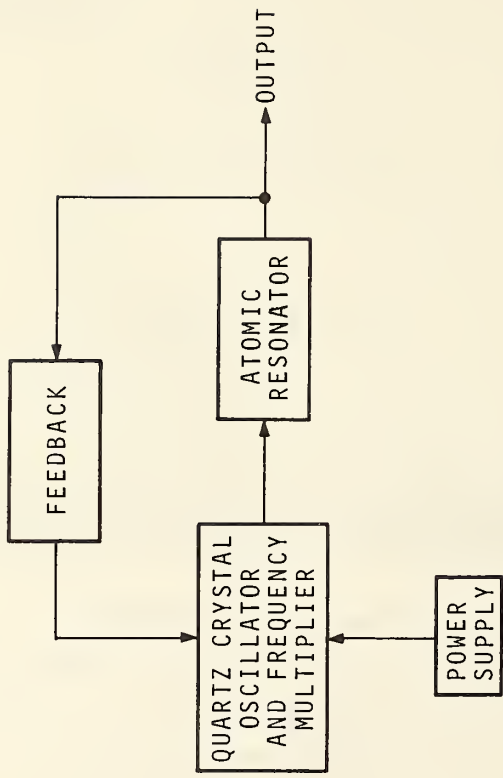 FEEDBACK
QUARTZ CRYSTAL
OSCILLATOR
AND FREQUENCY
MULTIPLIER
ATOMIC
RESONATOR
OUTPUT
POWER
SUPPLY